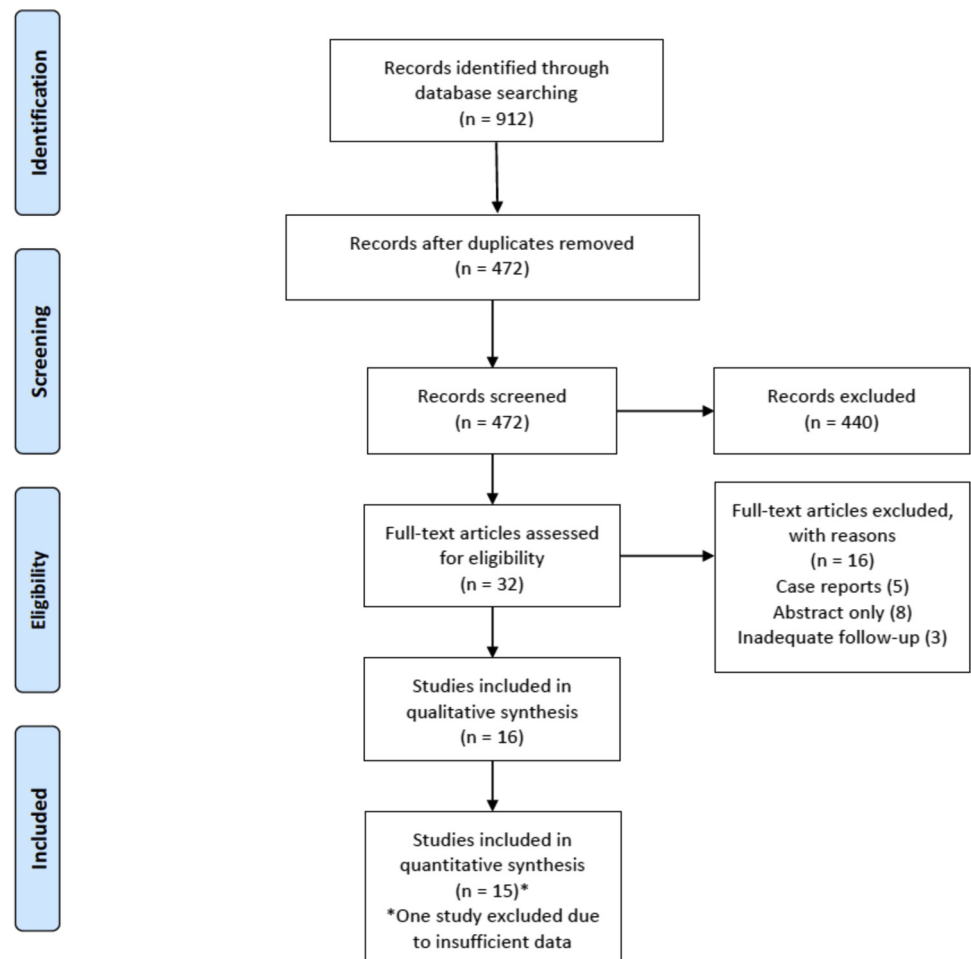 Identification
Records identified through
database searching
(n = 912)
Records after duplicates removed
(n = 472)
Screening
Records screened
(n = 472)
Records excluded
(n = 440)
Eligibility
Full-text articles assessed
for eligibility
(n = 32)
Full-text articles excluded,
with reasons
(n = 16)
Case reports (5)
Abstract only (8)
Inadequate follow-up (3)
Studies included in
qualitative synthesis
(n = 16)
Included
Studies included in
quantitative synthesis
(n = 15)*
*One study excluded due
to insufficient data